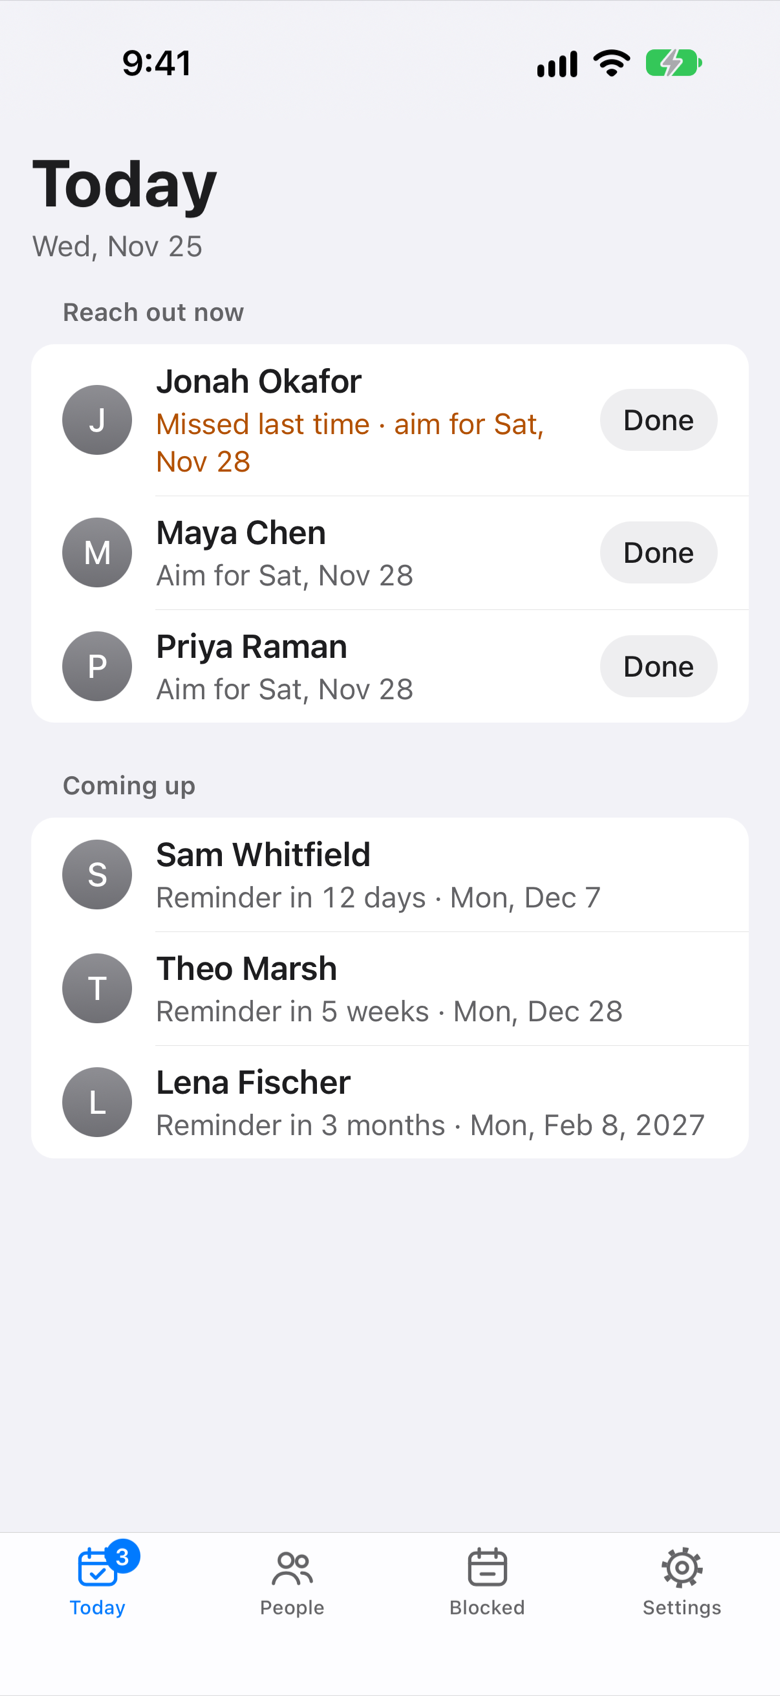 9:41
Today
Wed, Nov 25
Reach out now
J
Jonah Okafor
Missed last time · aim for Sat,
Nov 28
Done
M
Maya Chen
Aim for Sat, Nov 28
Done
P
Priya Raman
Aim for Sat, Nov 28
Done
Coming up
S
Sam Whitfield
Reminder in 12 days · Mon, Dec 7
T
Theo Marsh
Reminder in 5 weeks · Mon, Dec 28
L
Lena Fischer
Reminder in 3 months · Mon, Feb 8, 2027
3
Today
People
Blocked
Settings